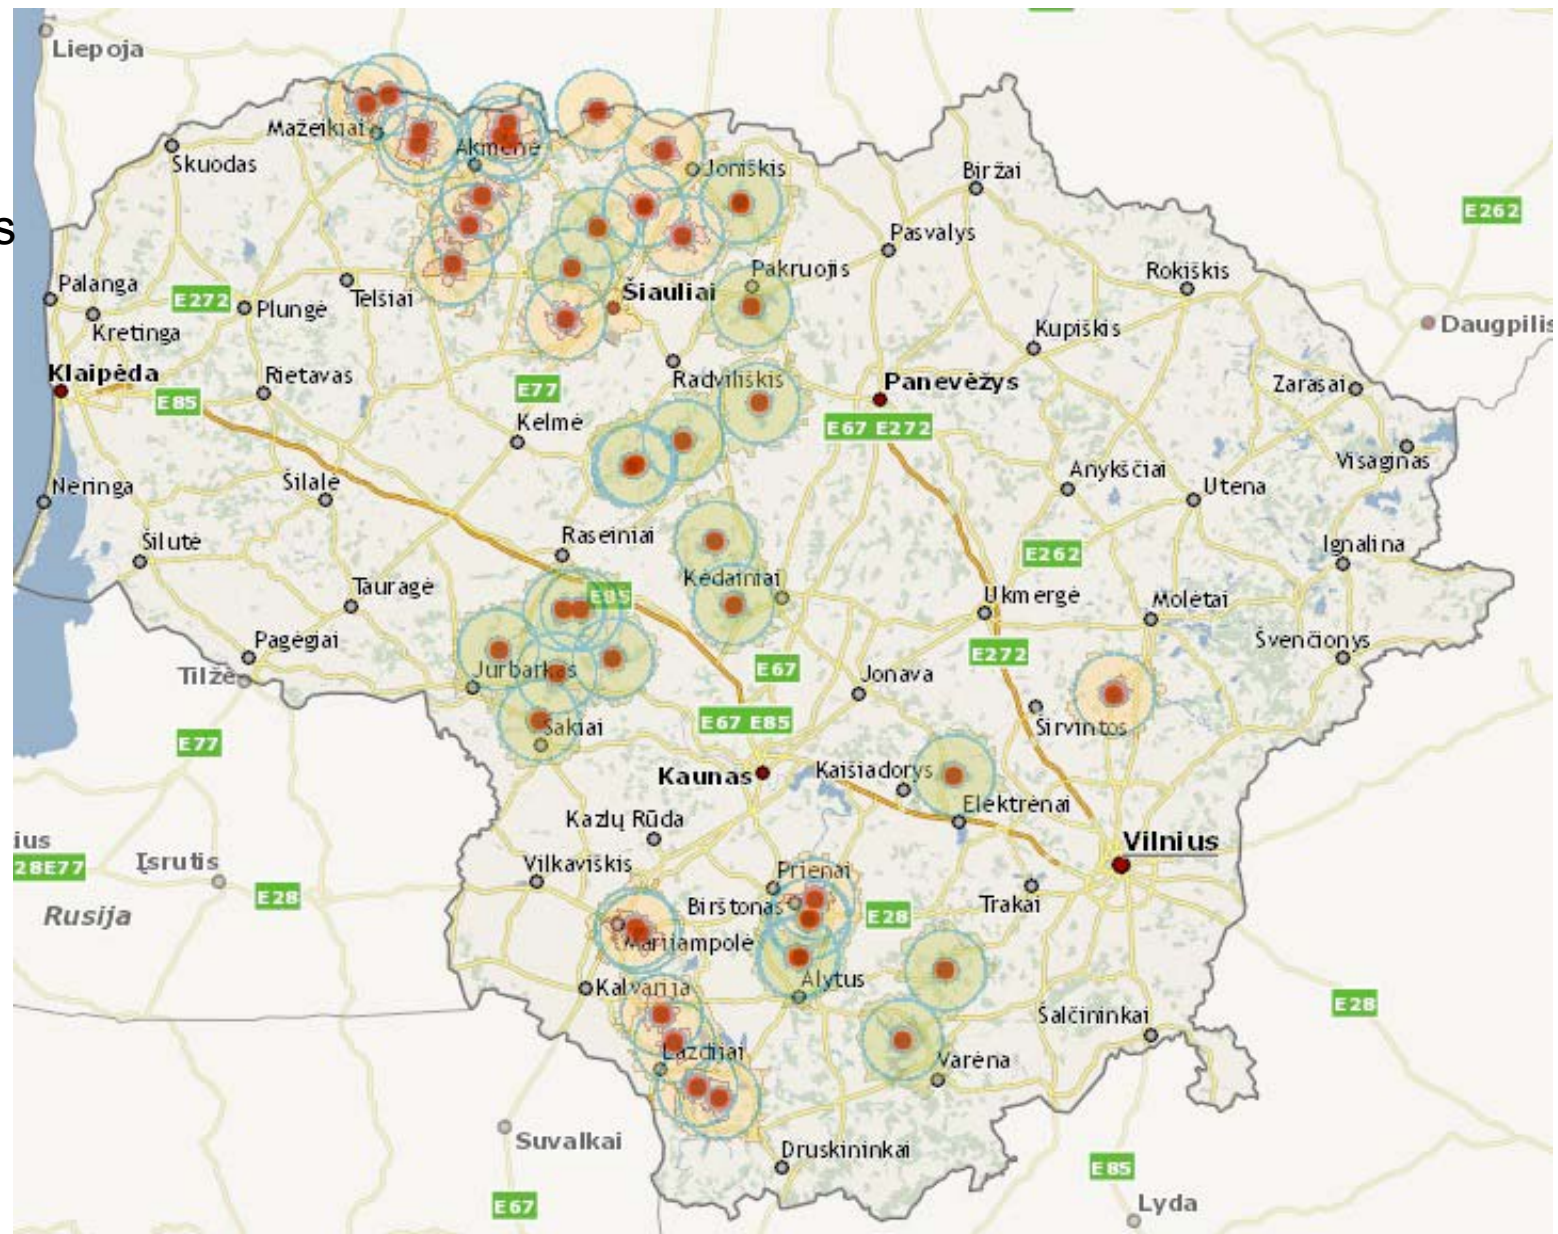 Liepoja
Mažeikiai
Skuodas
Akmenė
Joniškis
Biržai
s
E262
Pasvalys
Palanga
E272
Plungė
Telšiai
Šiauliai
Pakruojis
Rokiškis
Kretinga
Kupiškis
Daugpilis
Klaipėda
Rietavas
E77
Radviliškis
Panevėžys
Zarasai
E85
Kelmė
E67 E272
Visaginas
Neringa
Šilalė
Anykščiai
Utena
Šilutė
Raseiniai
E262
Ignalina
Tauragė
Kėdainiai
E85
Ukmergė
Molėtai
Pagėgiai
Švenčionys
Tilžė
Jurbarkas
E67
Jonava
E272
E77
Šakiai
E67 E85
Širvintos
Kaunas
Kaišiadorys
Elektrėnai
ius
28E77
Įsrutis
Kazlų Rūda
Vilnius
E28
Vilkaviškis
Prienai
Rusija
Birštonas
E28
Trakai
Marijampolė
Kalvarija
Alytus
Šalčininkai
E28
Lazdijai
Varėna
Suvalkai
Druskininkai
E85
E67
Lyda